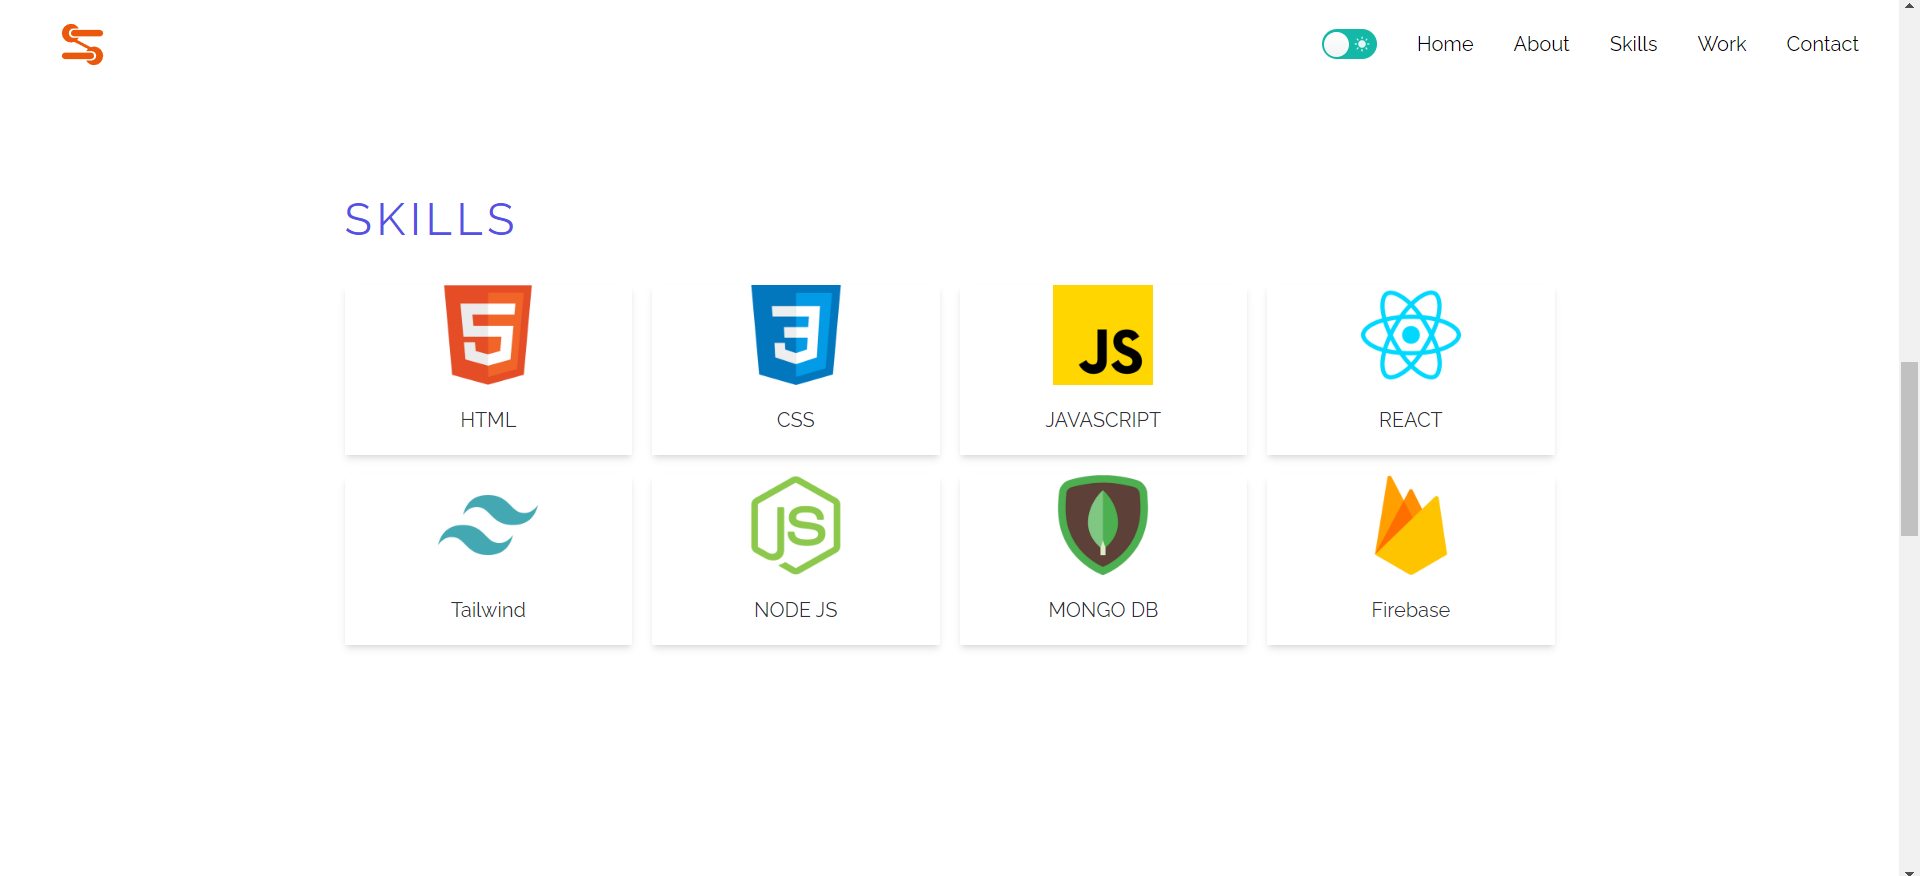 Home About Skills Work Contact
SKILLS
5 3 JS
HTML CSS JAVASCRIPT REACT
JS
Tailwind NODE JS MONGO DB Firebase